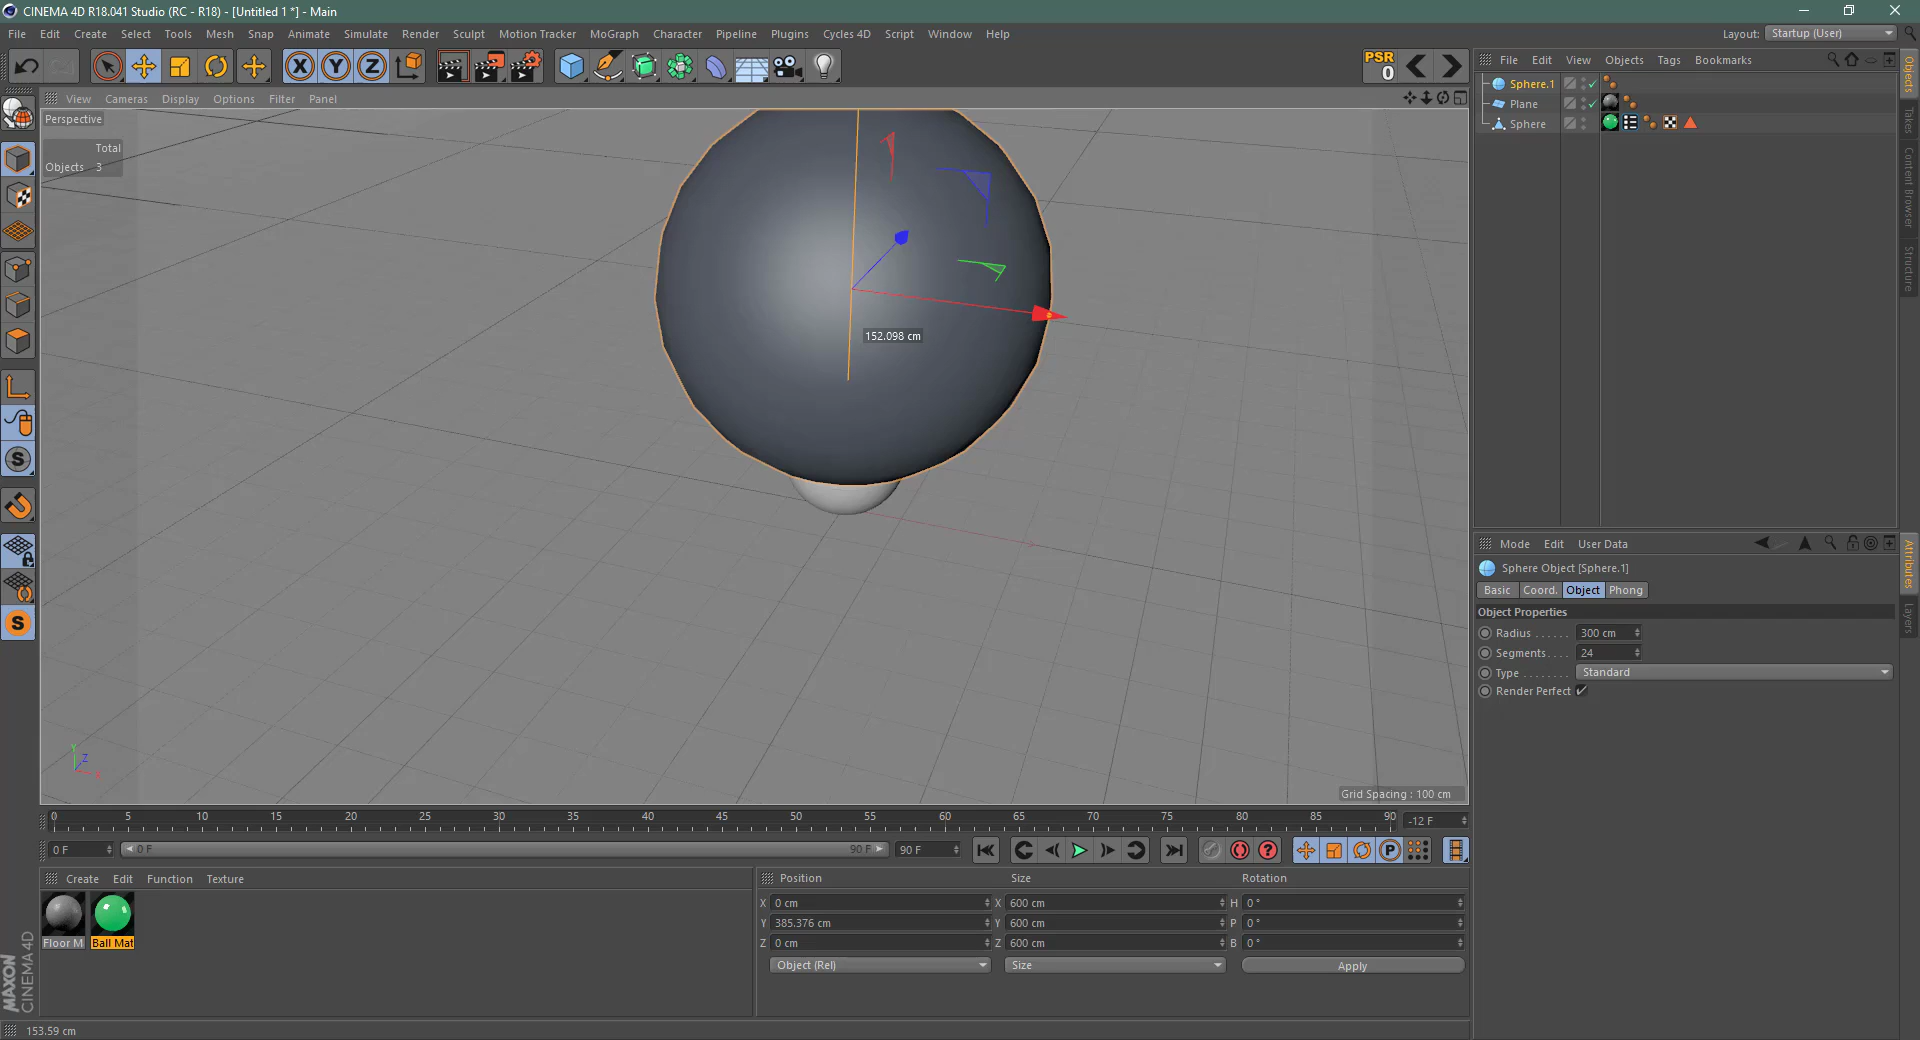 CINEMA 4D R18.041 Studio (RC - R18) - [Untitled 1 *] - Main
File Edit Create Select Tools Mesh Snap Animate Simulate Render Sculpt Motion Tracker MoGraph Character Pipeline Plugins Cycles 4D Script Window Help
Layout: Startup (User)
X Y Z
PSR
0
File Edit View Objects Tags Bookmarks
View Cameras Display Options Filter Panel
Perspective
Total
Objects 3
Sphere.1
Plane
Sphere
Objects
Takes
Content Browser
Structure
152.098 cm
Mode Edit User Data
Sphere Object [Sphere.1]
Basic Coord. Object Phong
Object Properties
Radius . . . . . . 300 cm
Segments. . . . 24
Type . . . . . . . . Standard
Render Perfect
Attributes
Layers
S
S
Y
Z
X
Grid Spacing : 100 cm
0 5 10 15 20 25 30 35 40 45 50 55 60 65 70 75 80 85 90
-12 F
0 F 0 F 90 F 90 F
P
Create Edit Function Texture
Floor M
Ball Mat
Position Size Rotation
X 0 cm X 600 cm H 0 °
Y 385.376 cm Y 600 cm P 0 °
Z 0 cm Z 600 cm B 0 °
Object (Rel) Size Apply
MAXON
CINEMA 4D
153.59 cm